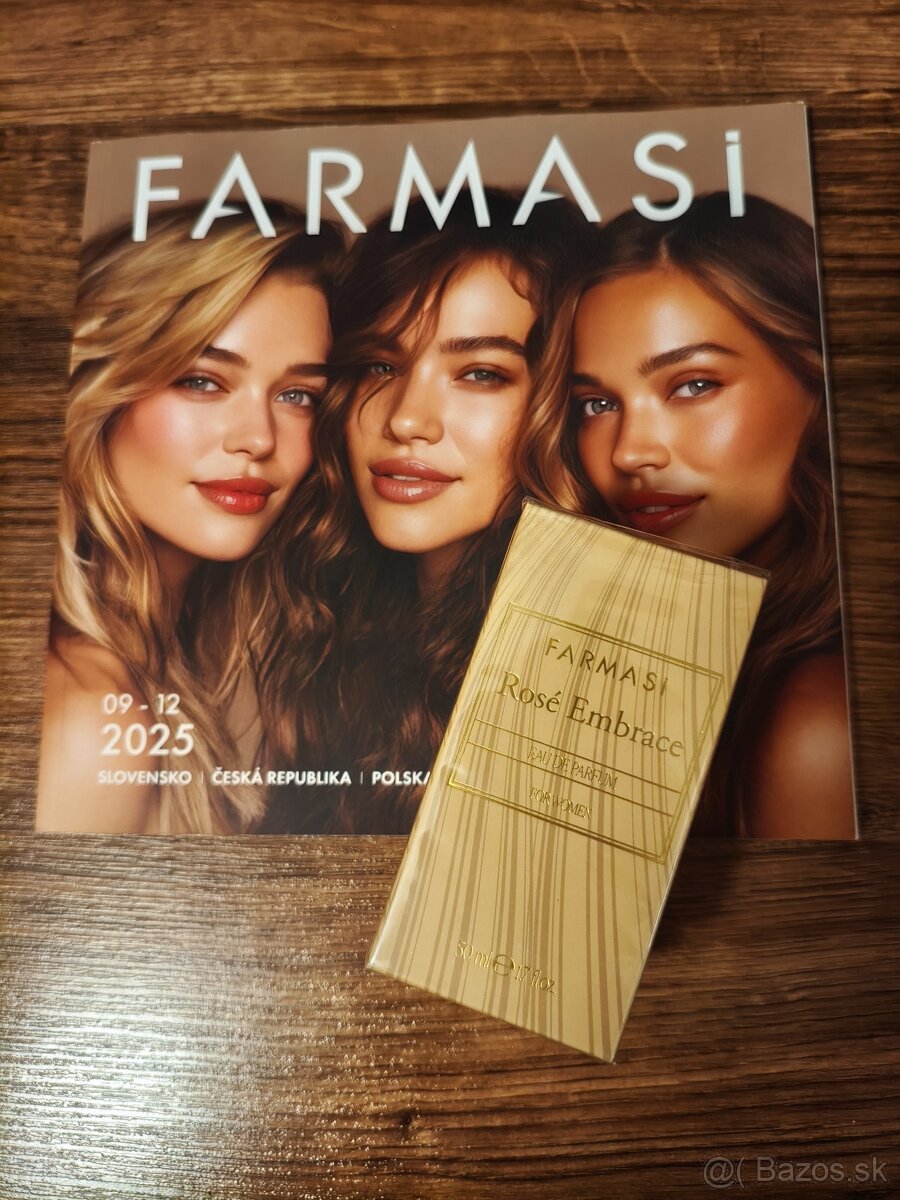 FARMASi
09 - 12
2025
SLOVENSKO | ČESKÁ REPUBLIKA | POLSKA
FARMASi
Rosé Embrace
EAU DE PARFUM
FOR WOMEN
50 ml ℮ 1.7 fl.oz.
@( Bazos.sk